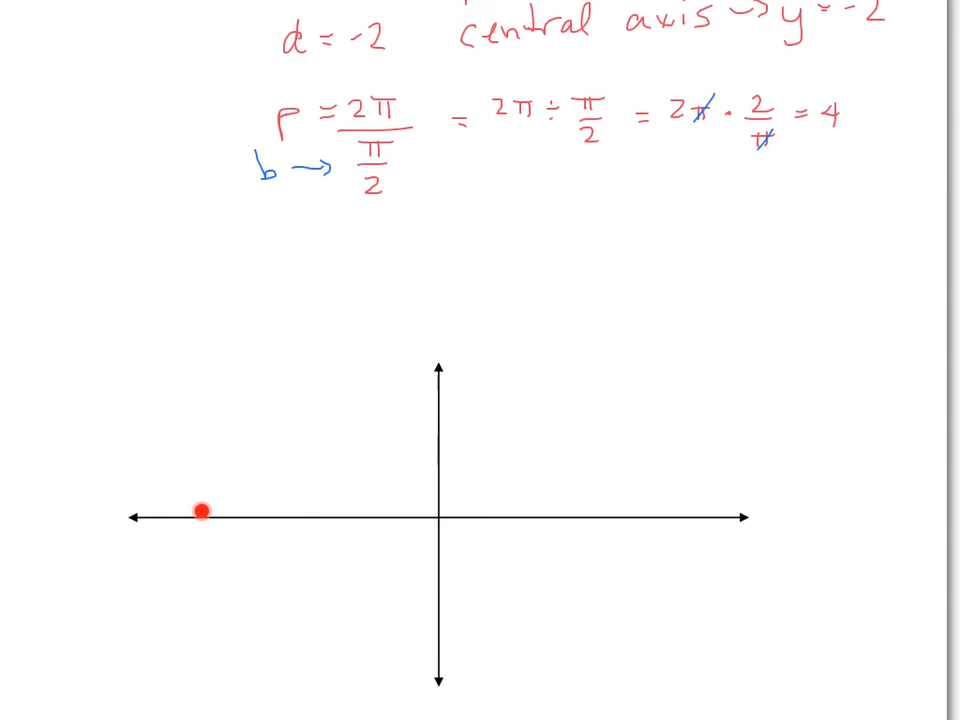 d = -2 central axis → y = -2
P = 2π / π/2 = 2π ÷ π/2 = 2π · 2/π = 4
b →